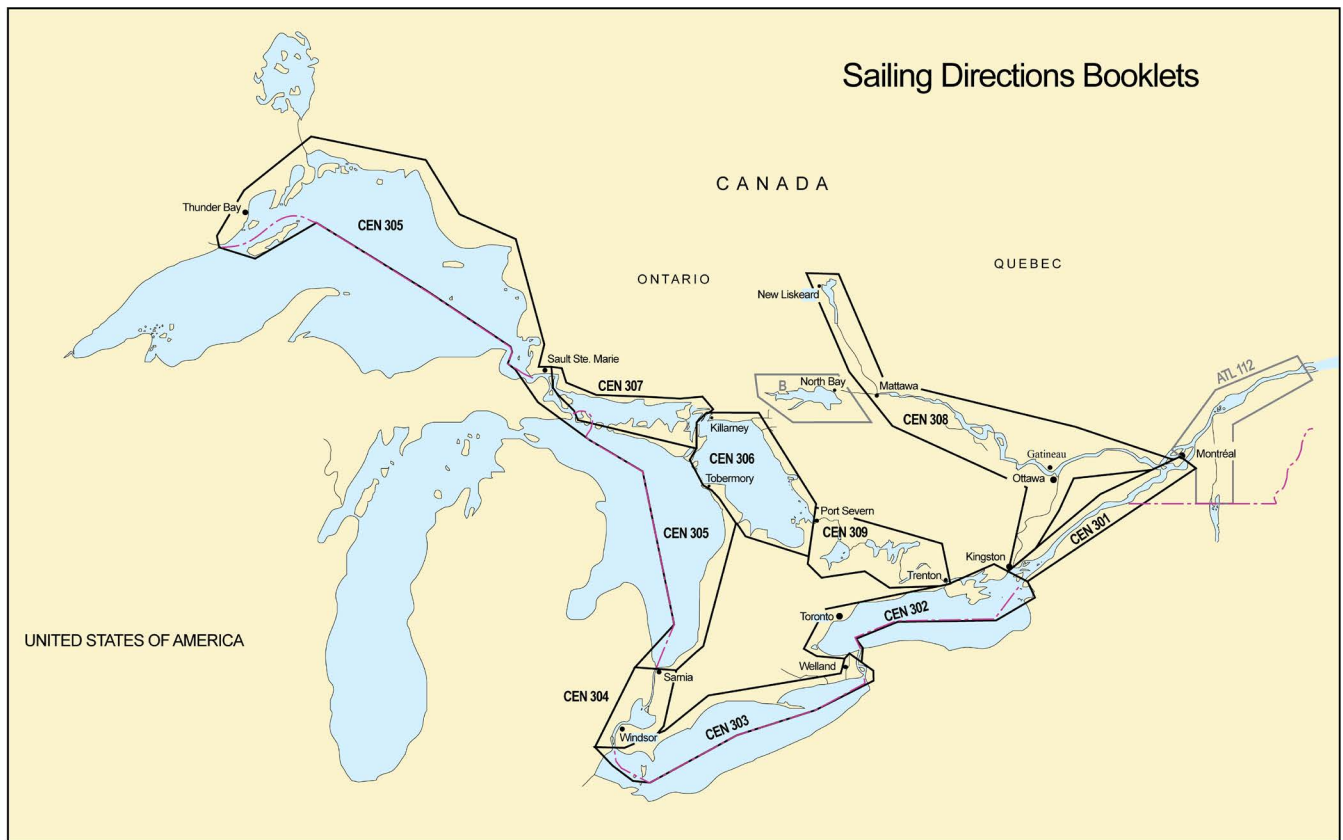 Sailing Directions Booklets
CANADA
Thunder Bay
CEN 305
ONTARIO
QUEBEC
New Liskeard
Sault Ste. Marie
CEN 307
B
North Bay
Mattawa
ATL 112
Killarney
CEN 308
CEN 306
Gatineau
Montréal
Tobermory
Ottawa
Port Severn
CEN 305
CEN 309
CEN 301
Kingston
Trenton
CEN 302
Toronto
UNITED STATES OF AMERICA
Welland
Sarnia
CEN 304
CEN 303
Windsor